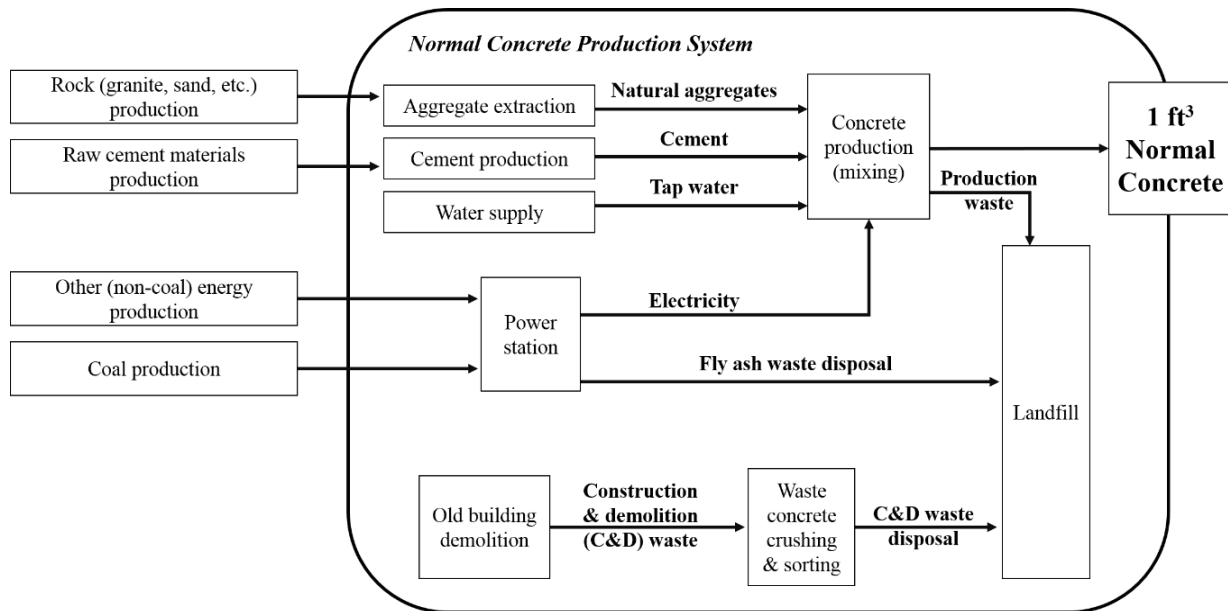 Normal Concrete Production System
Rock (granite, sand, etc.)
production
Aggregate extraction
Natural aggregates
Raw cement materials
production
Cement production
Cement
Water supply
Tap water
Concrete
production
(mixing)
Production
waste
1 ft³
Normal
Concrete
Other (non-coal) energy
production
Coal production
Power
station
Electricity
Fly ash waste disposal
Landfill
Old building
demolition
Construction
& demolition
(C&D) waste
Waste
concrete
crushing
& sorting
C&D waste
disposal